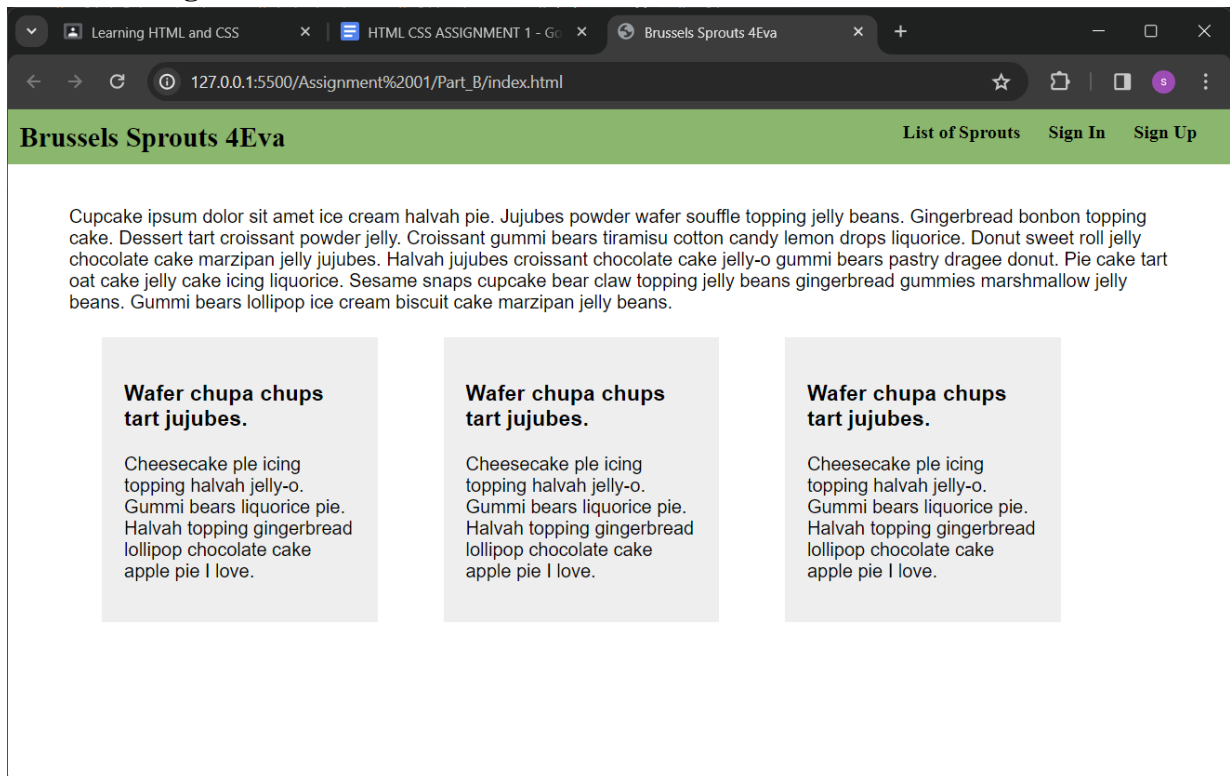 Learning HTML and CSS
HTML CSS ASSIGNMENT 1 - Go
Brussels Sprouts 4Eva
127.0.0.1:5500/Assignment%2001/Part_B/index.html
s
Brussels Sprouts 4Eva
List of Sprouts
Sign In
Sign Up
Cupcake ipsum dolor sit amet ice cream halvah pie. Jujubes powder wafer souffle topping jelly beans. Gingerbread bonbon topping
cake. Dessert tart croissant powder jelly. Croissant gummi bears tiramisu cotton candy lemon drops liquorice. Donut sweet roll jelly
chocolate cake marzipan jelly jujubes. Halvah jujubes croissant chocolate cake jelly-o gummi bears pastry dragee donut. Pie cake tart
oat cake jelly cake icing liquorice. Sesame snaps cupcake bear claw topping jelly beans gingerbread gummies marshmallow jelly
beans. Gummi bears lollipop ice cream biscuit cake marzipan jelly beans.
Wafer chupa chups
tart jujubes.
Cheesecake ple icing
topping halvah jelly-o.
Gummi bears liquorice pie.
Halvah topping gingerbread
lollipop chocolate cake
apple pie I love.
Wafer chupa chups
tart jujubes.
Cheesecake ple icing
topping halvah jelly-o.
Gummi bears liquorice pie.
Halvah topping gingerbread
lollipop chocolate cake
apple pie I love.
Wafer chupa chups
tart jujubes.
Cheesecake ple icing
topping halvah jelly-o.
Gummi bears liquorice pie.
Halvah topping gingerbread
lollipop chocolate cake
apple pie I love.